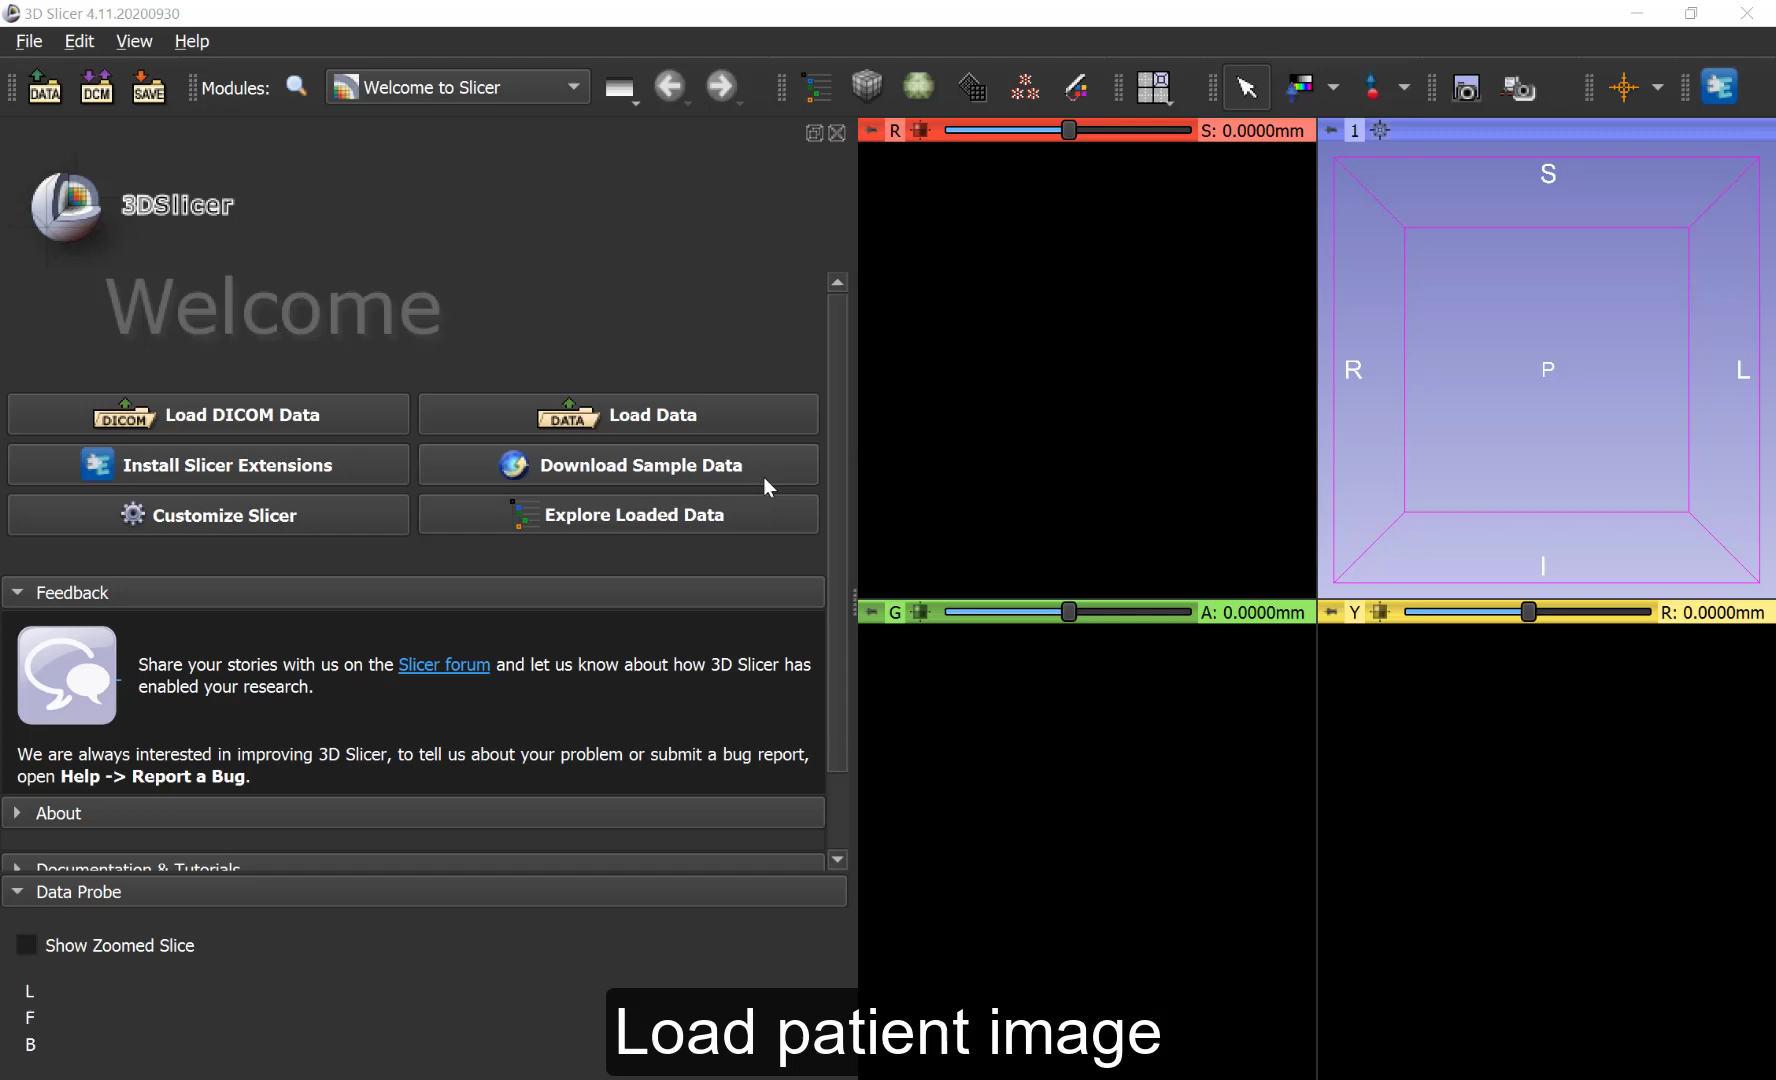 3D Slicer 4.11.20200930
File Edit View Help
DATA DCM SAVE Modules: Welcome to Slicer
R S: 0.0000mm 1
3DSlicer
Welcome
S
R P L
I
DICOM Load DICOM Data DATA Load Data
Install Slicer Extensions Download Sample Data
Customize Slicer Explore Loaded Data
Feedback
G A: 0.0000mm Y R: 0.0000mm
Share your stories with us on the Slicer forum and let us know about how 3D Slicer has
enabled your research.
We are always interested in improving 3D Slicer, to tell us about your problem or submit a bug report,
open Help -> Report a Bug.
About
Documentation & Tutorials
Data Probe
Show Zoomed Slice
L
F
B
Load patient image